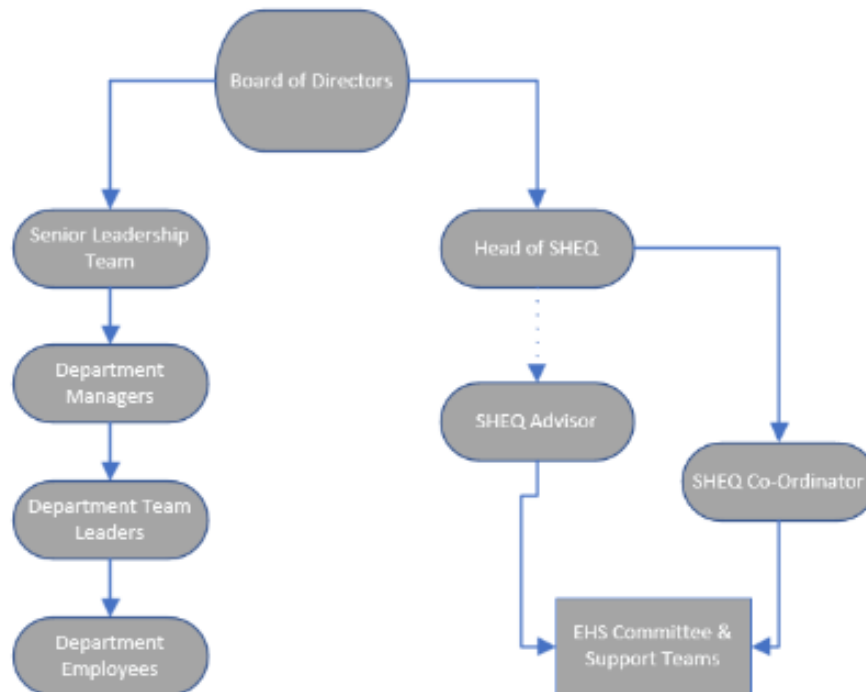 Board of Directors
Senior Leadership
Team
Head of SHEQ
Department
Managers
SHEQ Advisor
SHEQ Co-Ordinator
Department Team
Leaders
EHS Committee &
Support Teams
Department
Employees